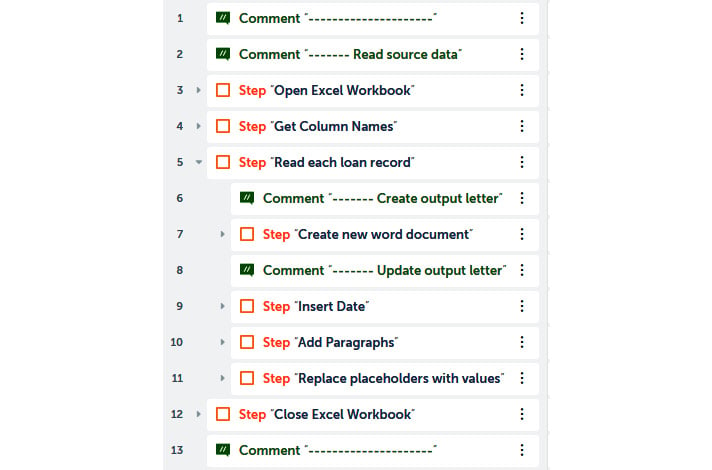 1 Comment "---------------------"
2 Comment "------- Read source data"
3 Step "Open Excel Workbook"
4 Step "Get Column Names"
5 Step "Read each loan record"
6 Comment "------- Create output letter"
7 Step "Create new word document"
8 Comment "------- Update output letter"
9 Step "Insert Date"
10 Step "Add Paragraphs"
11 Step "Replace placeholders with values"
12 Step "Close Excel Workbook"
13 Comment "---------------------"